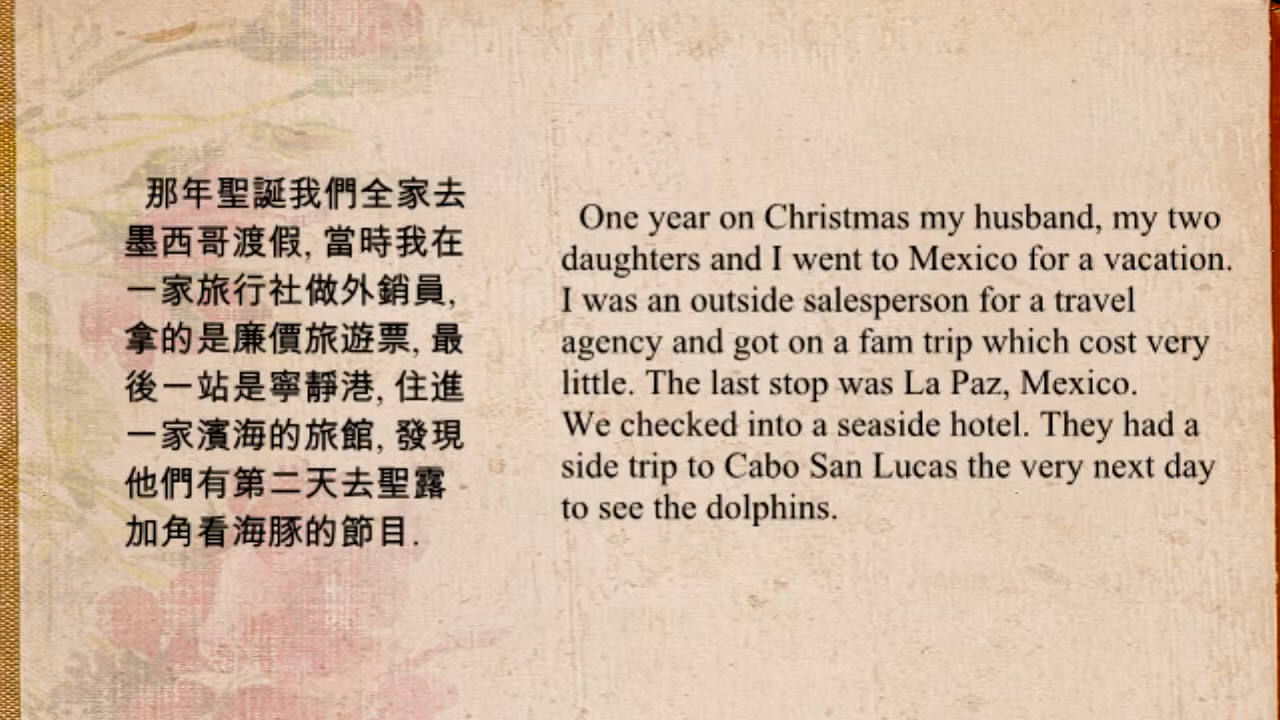 那年聖誕我們全家去
墨西哥渡假, 當時我在
一家旅行社做外銷員,
拿的是廉價旅遊票, 最
後一站是寧靜港, 住進
一家濱海的旅館, 發現
他們有第二天去聖露
加角看海豚的節目.
One year on Christmas my husband, my two
daughters and I went to Mexico for a vacation.
I was an outside salesperson for a travel
agency and got on a fam trip which cost very
little. The last stop was La Paz, Mexico.
We checked into a seaside hotel. They had a
side trip to Cabo San Lucas the very next day
to see the dolphins.